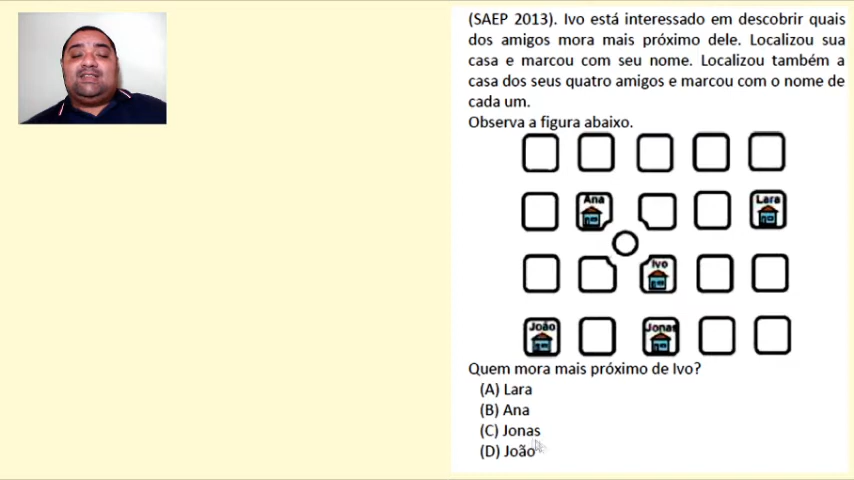 (SAEP 2013). Ivo está interessado em descobrir quais
dos amigos mora mais próximo dele. Localizou sua
casa e marcou com seu nome. Localizou também a
casa dos seus quatro amigos e marcou com o nome de
cada um.
Observa a figura abaixo.
Ana
Lara
Ivo
João
Jonas
Quem mora mais próximo de Ivo?
(A) Lara
(B) Ana
(C) Jonas
(D) João